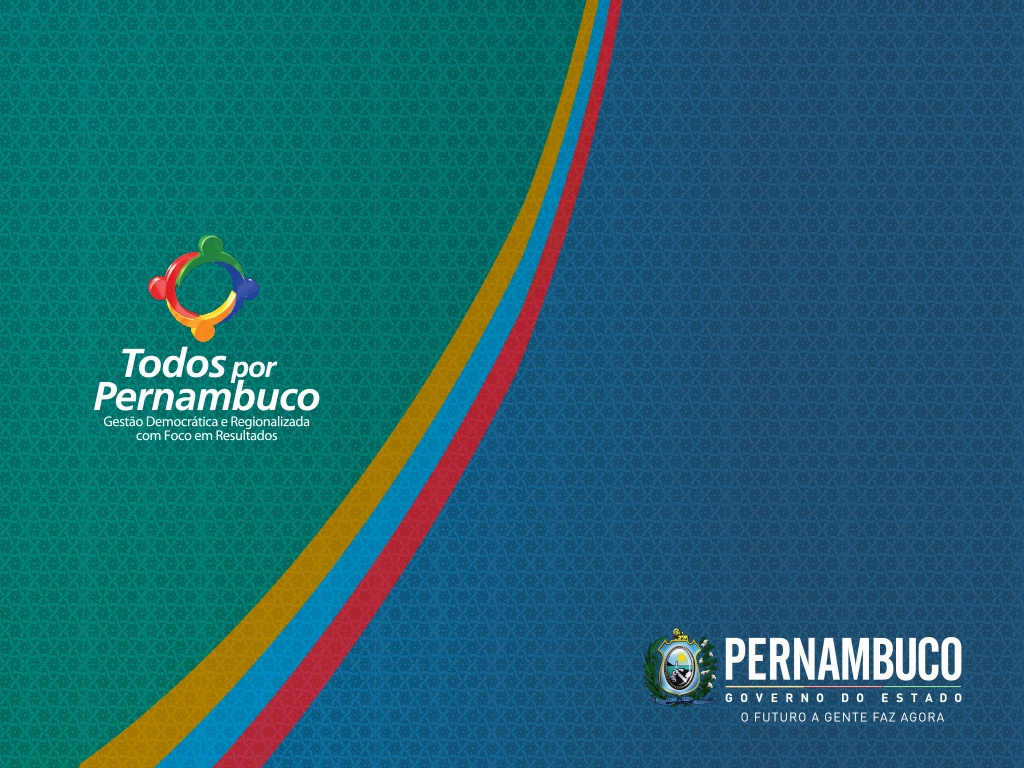 Todos por
Pernambuco
Gestão Democrática e Regionalizada
com Foco em Resultados
PERNAMBUCO
GOVERNO DO ESTADO
O FUTURO A GENTE FAZ AGORA